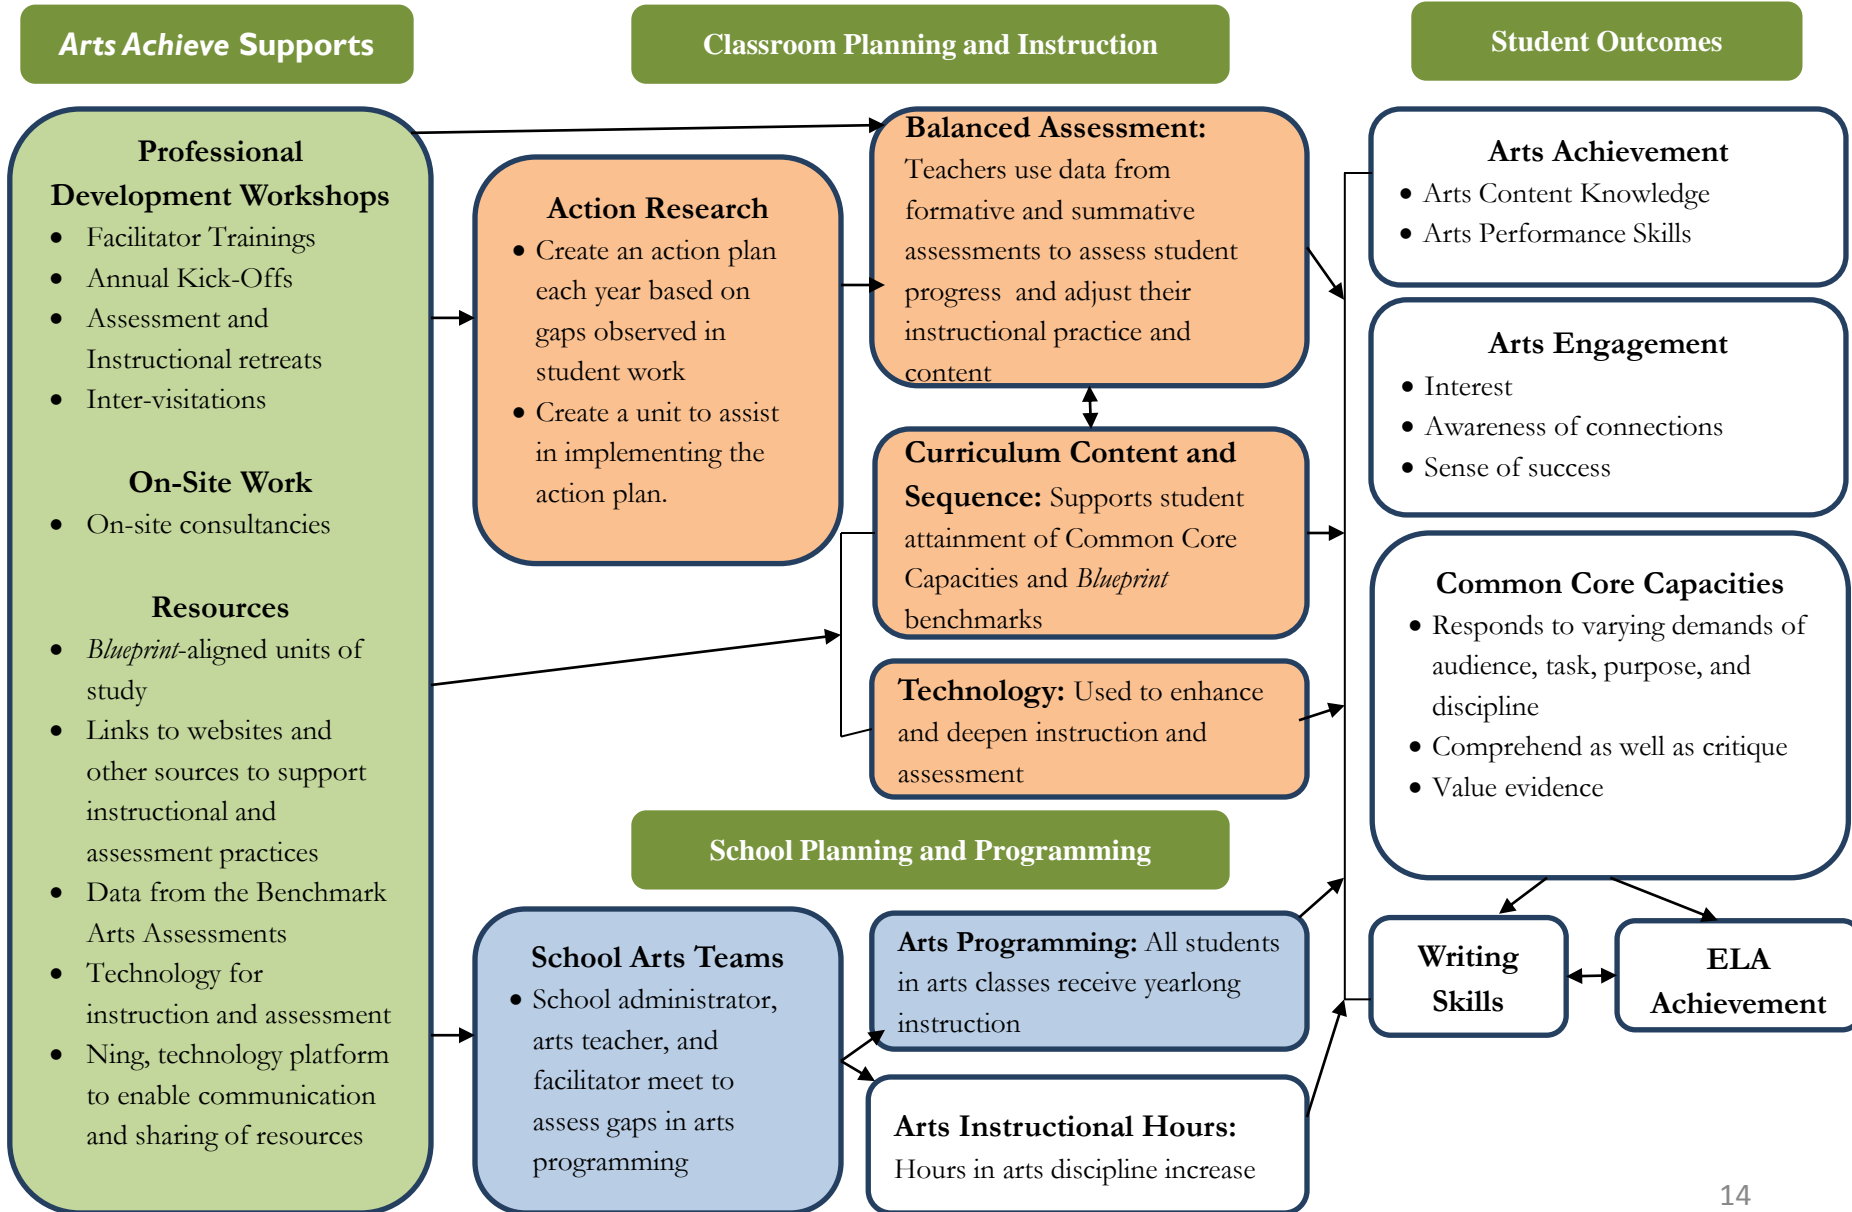 Arts Achieve Supports
Professional
Development Workshops
• Facilitator Trainings
• Annual Kick-Offs
• Assessment and
Instructional retreats
• Inter-visitations
On-Site Work
• On-site consultancies
Resources
• Blueprint-aligned units of
study
• Links to websites and
other sources to support
instructional and
assessment practices
• Data from the Benchmark
Arts Assessments
• Technology for
instruction and assessment
• Ning, technology platform
to enable communication
and sharing of resources
Classroom Planning and Instruction
Action Research
• Create an action plan
each year based on
gaps observed in
student work
• Create a unit to assist
in implementing the
action plan.
Balanced Assessment:
Teachers use data from
formative and summative
assessments to assess student
progress and adjust their
instructional practice and
content
Curriculum Content and
Sequence: Supports student
attainment of Common Core
Capacities and Blueprint
benchmarks
Technology: Used to enhance
and deepen instruction and
assessment
School Planning and Programming
School Arts Teams
• School administrator,
arts teacher, and
facilitator meet to
assess gaps in arts
programming
Arts Programming: All students
in arts classes receive yearlong
instruction
Arts Instructional Hours:
Hours in arts discipline increase
Student Outcomes
Arts Achievement
• Arts Content Knowledge
• Arts Performance Skills
Arts Engagement
• Interest
• Awareness of connections
• Sense of success
Common Core Capacities
• Responds to varying demands of
audience, task, purpose, and
discipline
• Comprehend as well as critique
• Value evidence
Writing
Skills
ELA
Achievement
14